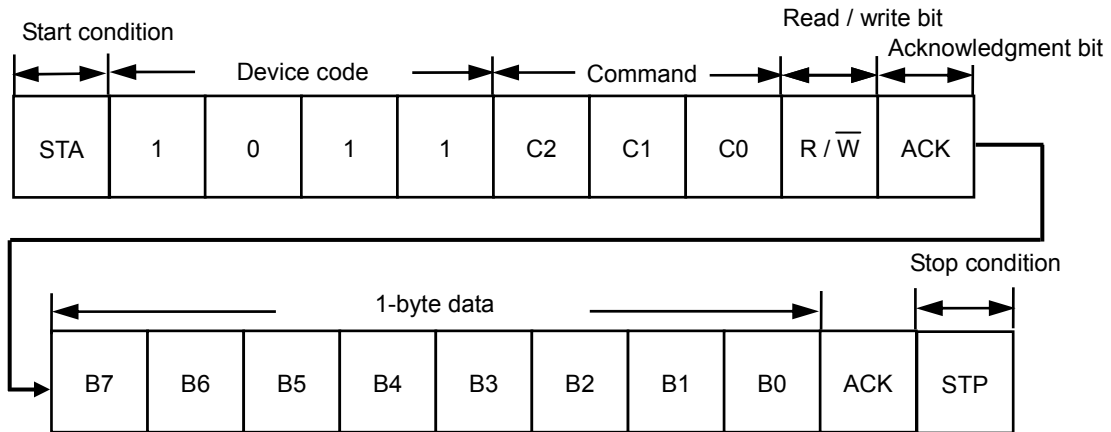 Read / write bit
Start condition
Acknowledgment bit
Device code
Command
STA 1 0 1 1 C2 C1 C0 R / W̅ ACK
Stop condition
1-byte data
B7 B6 B5 B4 B3 B2 B1 B0 ACK STP